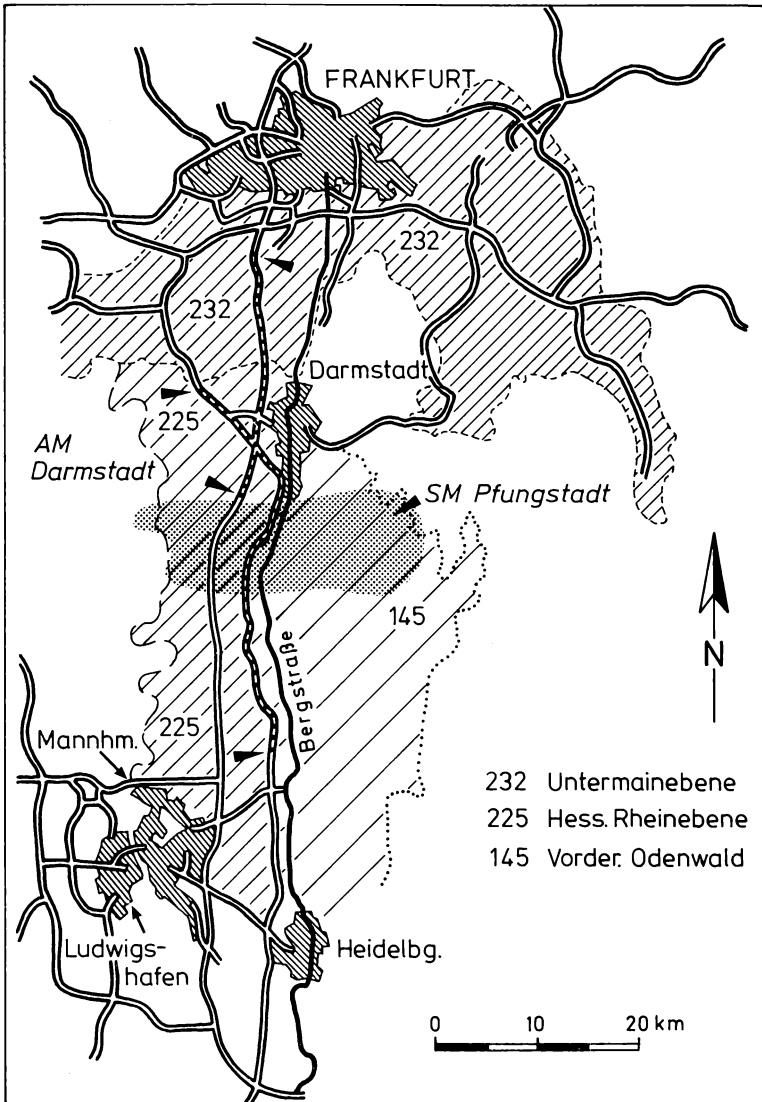 FRANKFURT
232
232
Darmstadt
225
AM
Darmstadt
SM Pfungstadt
145
Bergstraße
N
225
Mannhm.
232 Untermainebene
225 Hess. Rheinebene
145 Vorder. Odenwald
Ludwigs-
hafen
Heidelbg.
0 10 20 km